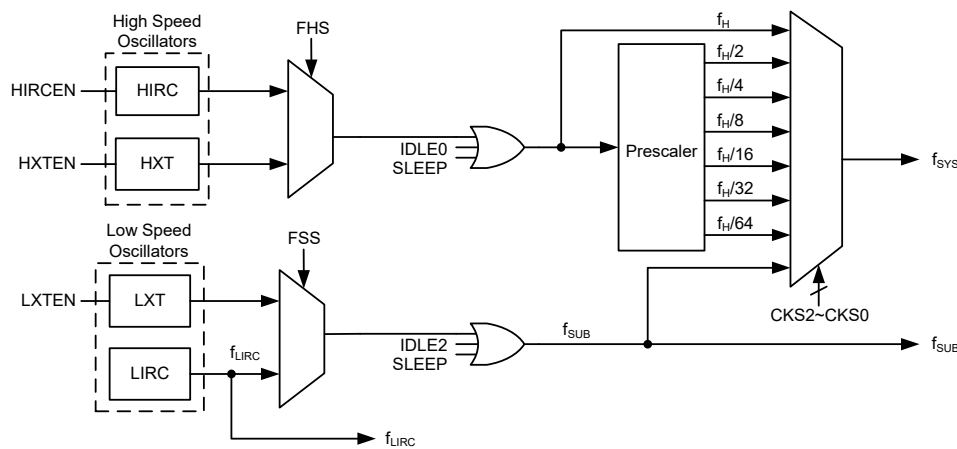 High Speed
Oscillators
FHS
HIRCEN
HIRC
HXTEN
HXT
IDLE0
SLEEP
fH
fH/2
fH/4
fH/8
fH/16
fH/32
fH/64
Prescaler
fSYS
CKS2~CKS0
Low Speed
Oscillators
FSS
LXTEN
LXT
LIRC
fLIRC
IDLE2
SLEEP
fSUB
fSUB
fLIRC